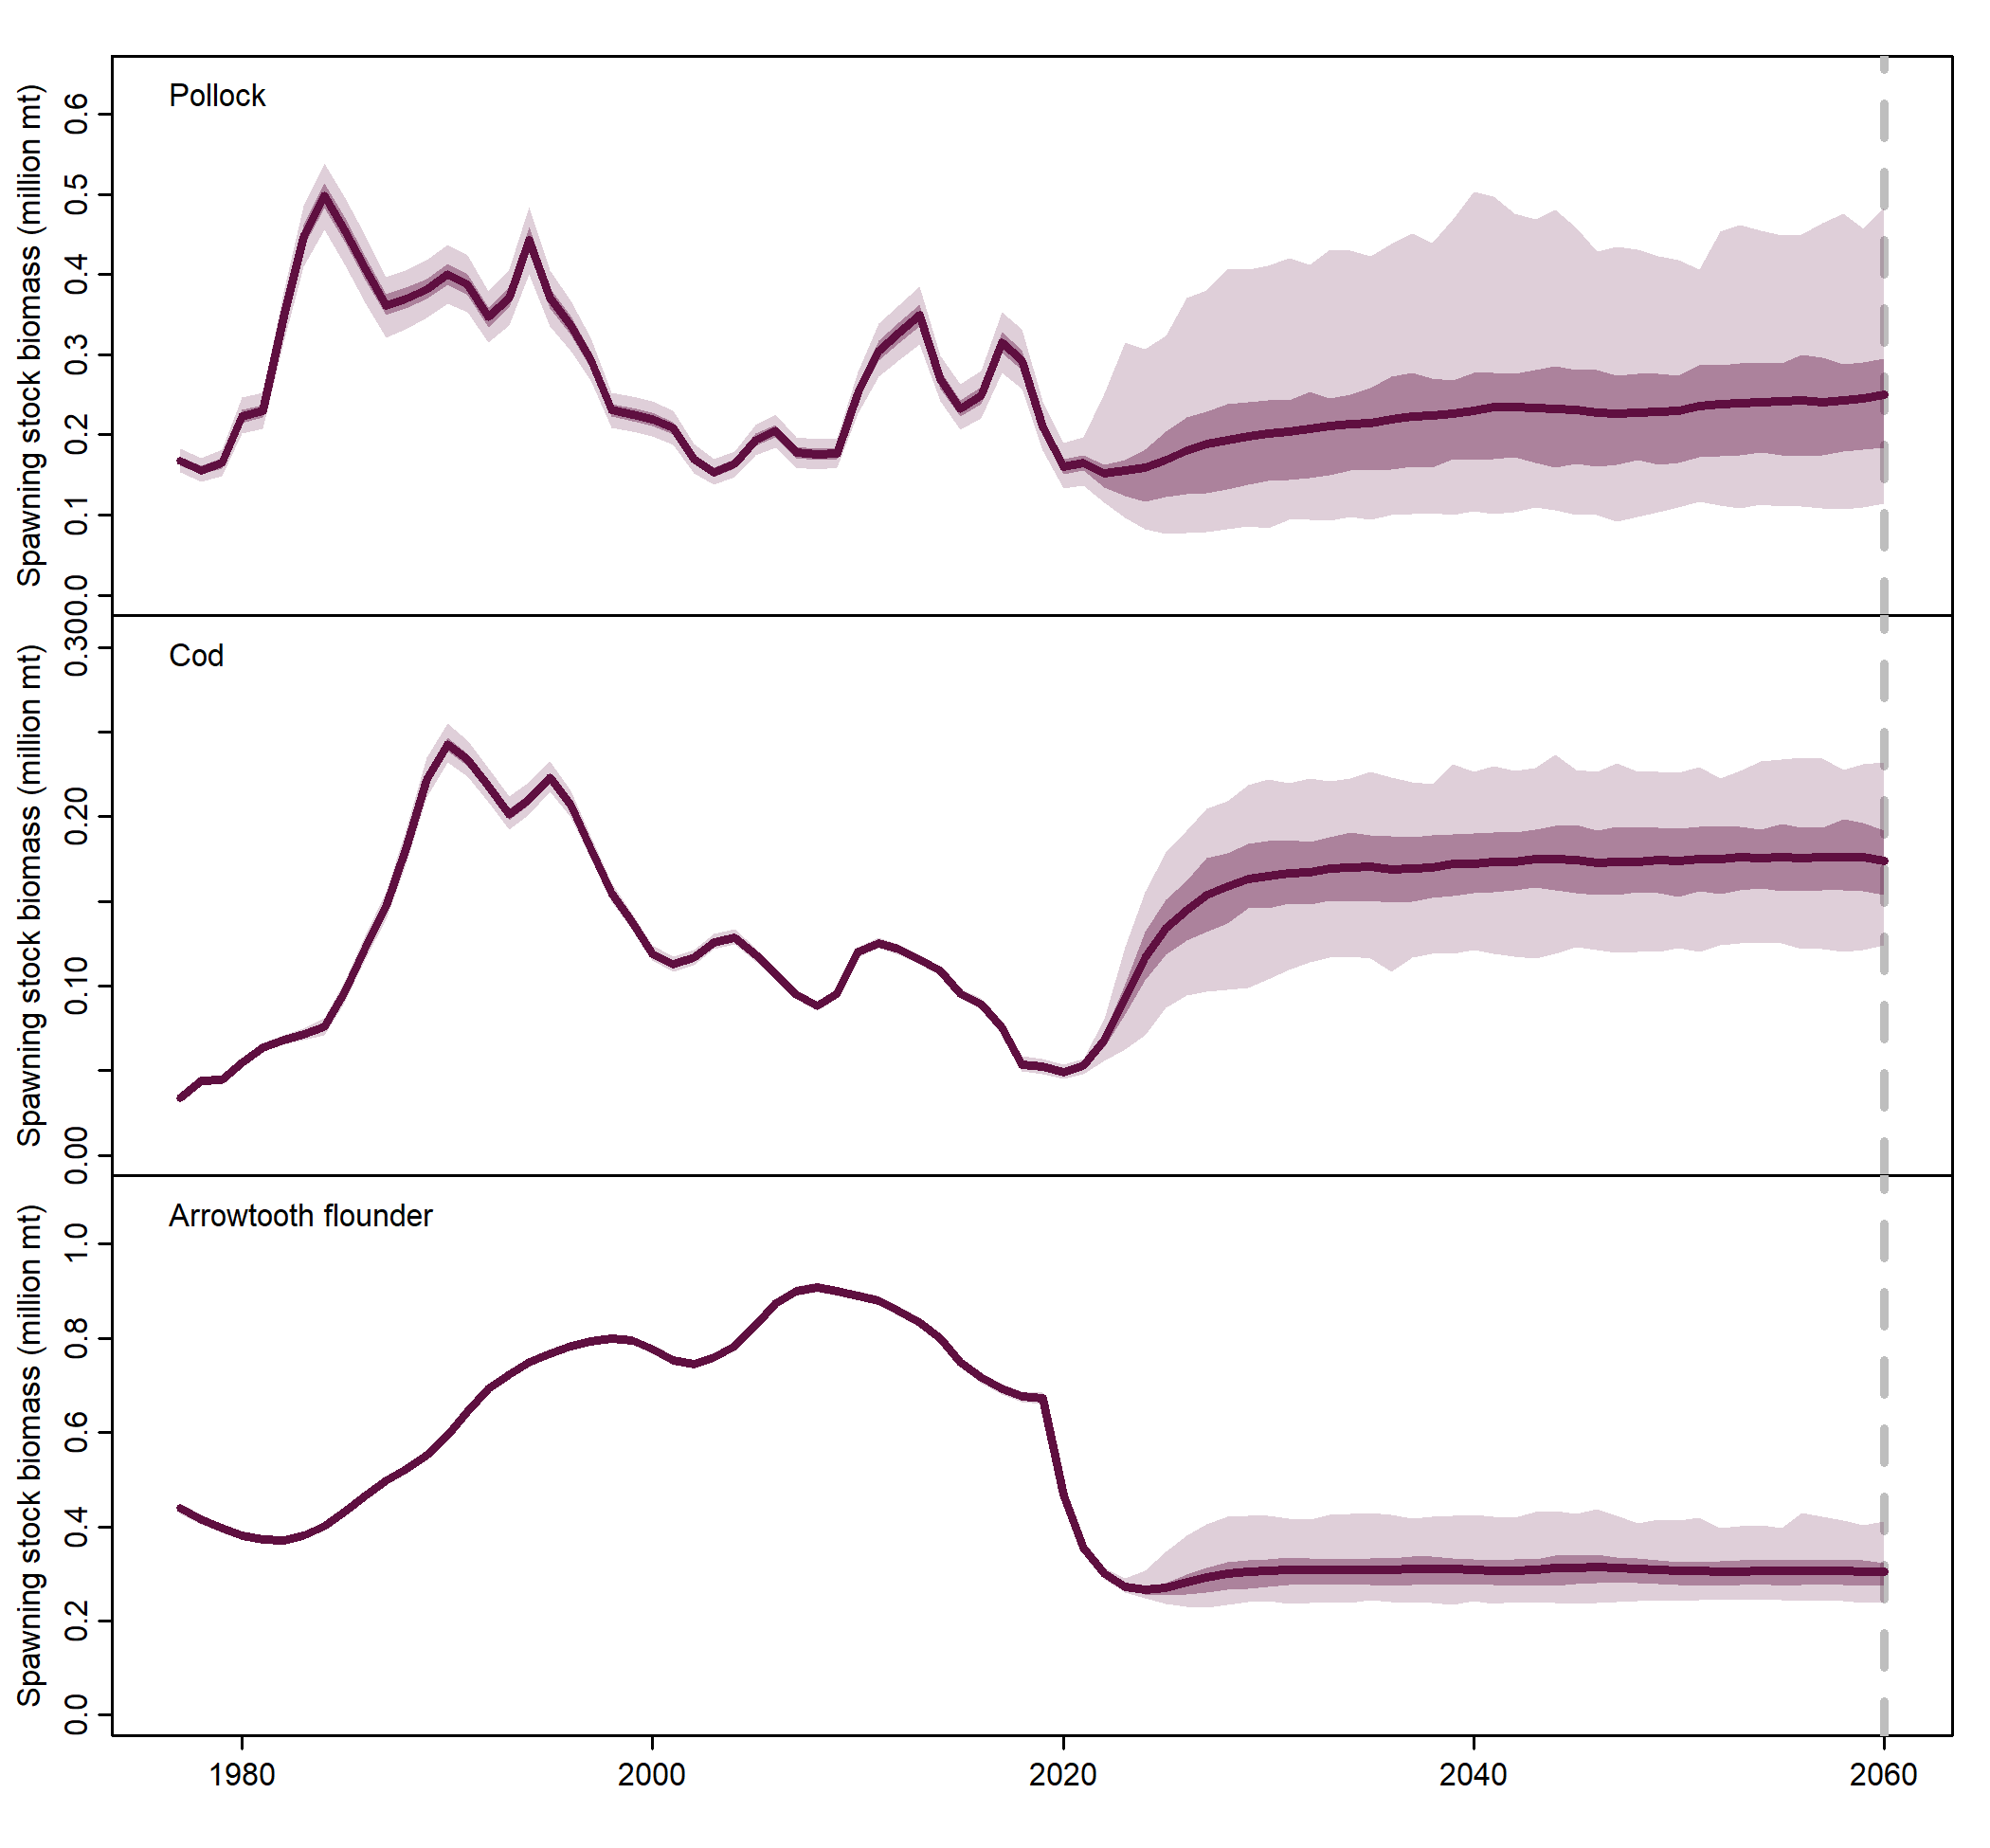 Pollock
Spawning stock biomass (million mt)
0.6
0.5
0.4
0.3
0.2
0.1
0.0
Cod
Spawning stock biomass (million mt)
0.30
0.20
0.10
0.00
Arrowtooth flounder
Spawning stock biomass (million mt)
1.0
0.8
0.6
0.4
0.2
0.0
1980 2000 2020 2040 2060